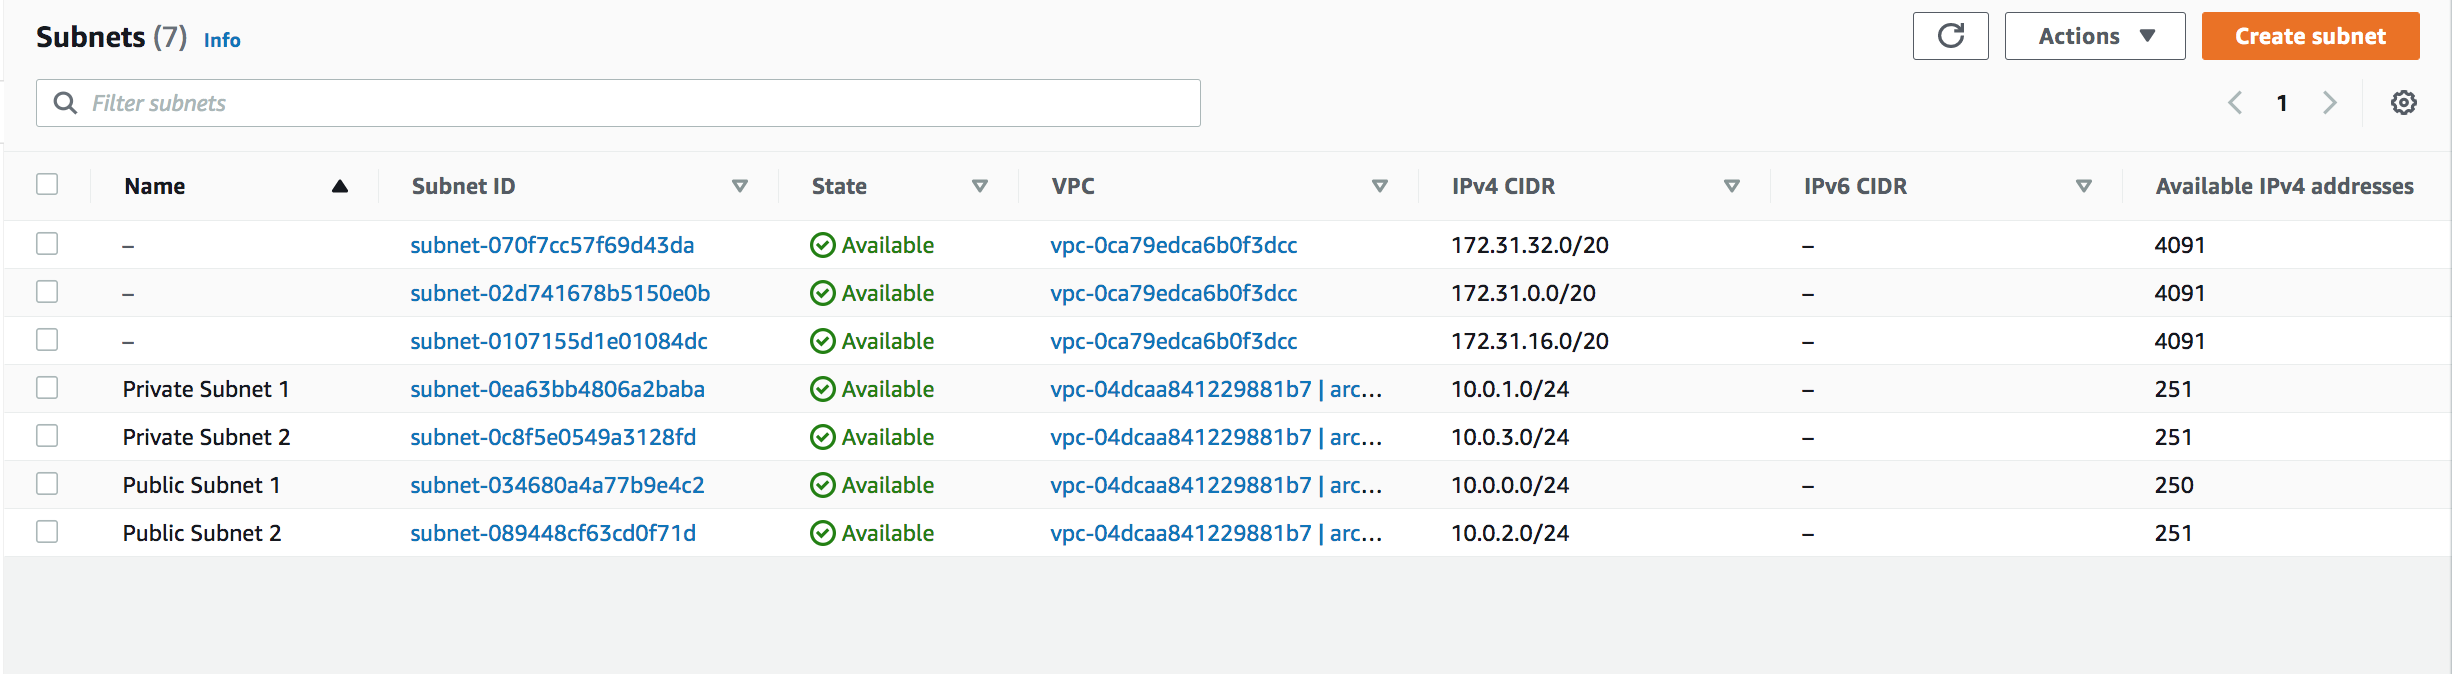 Subnets (7) Info
Actions
Create subnet
Filter subnets
1
Name Subnet ID State VPC IPv4 CIDR IPv6 CIDR Available IPv4 addresses
– subnet-070f7cc57f69d43da Available vpc-0ca79edca6b0f3dcc 172.31.32.0/20 – 4091
– subnet-02d741678b5150e0b Available vpc-0ca79edca6b0f3dcc 172.31.0.0/20 – 4091
– subnet-0107155d1e01084dc Available vpc-0ca79edca6b0f3dcc 172.31.16.0/20 – 4091
Private Subnet 1 subnet-0ea63bb4806a2baba Available vpc-04dcaa841229881b7 | arc... 10.0.1.0/24 – 251
Private Subnet 2 subnet-0c8f5e0549a3128fd Available vpc-04dcaa841229881b7 | arc... 10.0.3.0/24 – 251
Public Subnet 1 subnet-034680a4a77b9e4c2 Available vpc-04dcaa841229881b7 | arc... 10.0.0.0/24 – 250
Public Subnet 2 subnet-089448cf63cd0f71d Available vpc-04dcaa841229881b7 | arc... 10.0.2.0/24 – 251